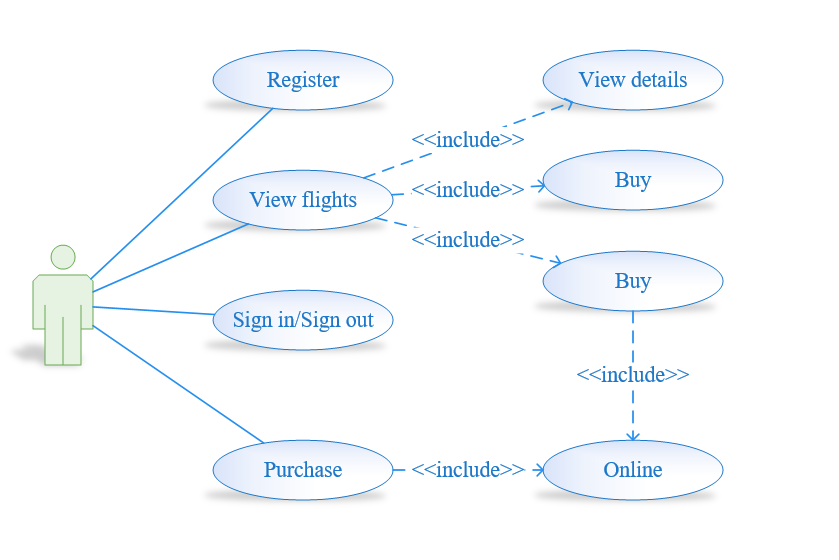 Register
View details
<<include>>
Buy
View flights
<<include>>
<<include>>
Buy
Sign in/Sign out
<<include>>
Purchase
<<include>>
Online